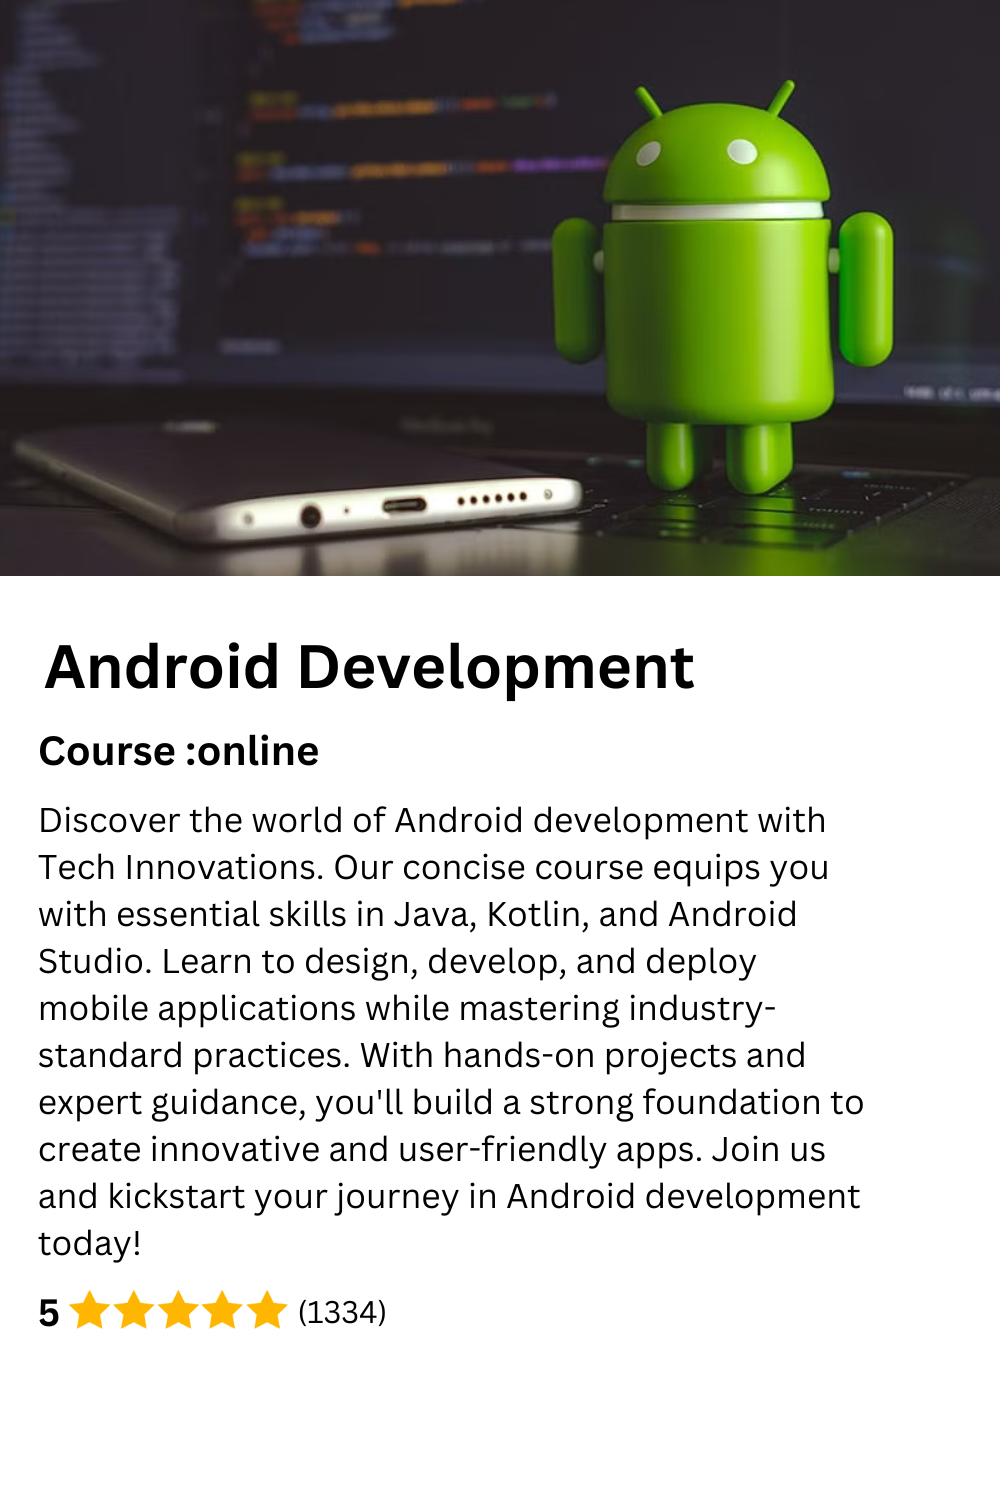 Android Development
Course :online
Discover the world of Android development with
Tech Innovations. Our concise course equips you
with essential skills in Java, Kotlin, and Android
Studio. Learn to design, develop, and deploy
mobile applications while mastering industry-
standard practices. With hands-on projects and
expert guidance, you'll build a strong foundation to
create innovative and user-friendly apps. Join us
and kickstart your journey in Android development
today!
5 (1334)